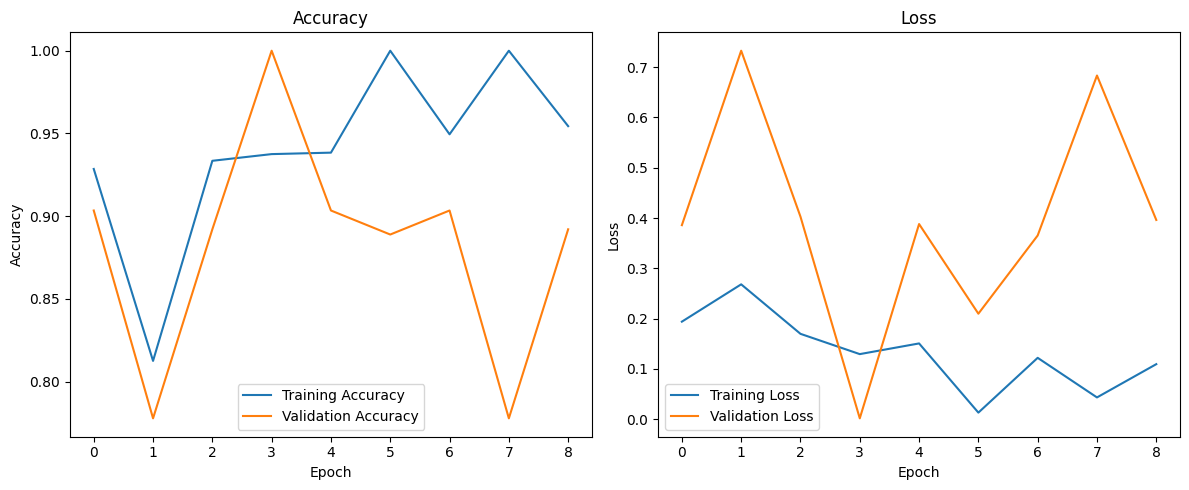 Accuracy
Accuracy
1.00
0.95
0.90
0.85
0.80
Training Accuracy
Validation Accuracy
0 1 2 3 4 5 6 7 8
Epoch
Loss
Loss
0.7
0.6
0.5
0.4
0.3
0.2
0.1
0.0
Training Loss
Validation Loss
0 1 2 3 4 5 6 7 8
Epoch